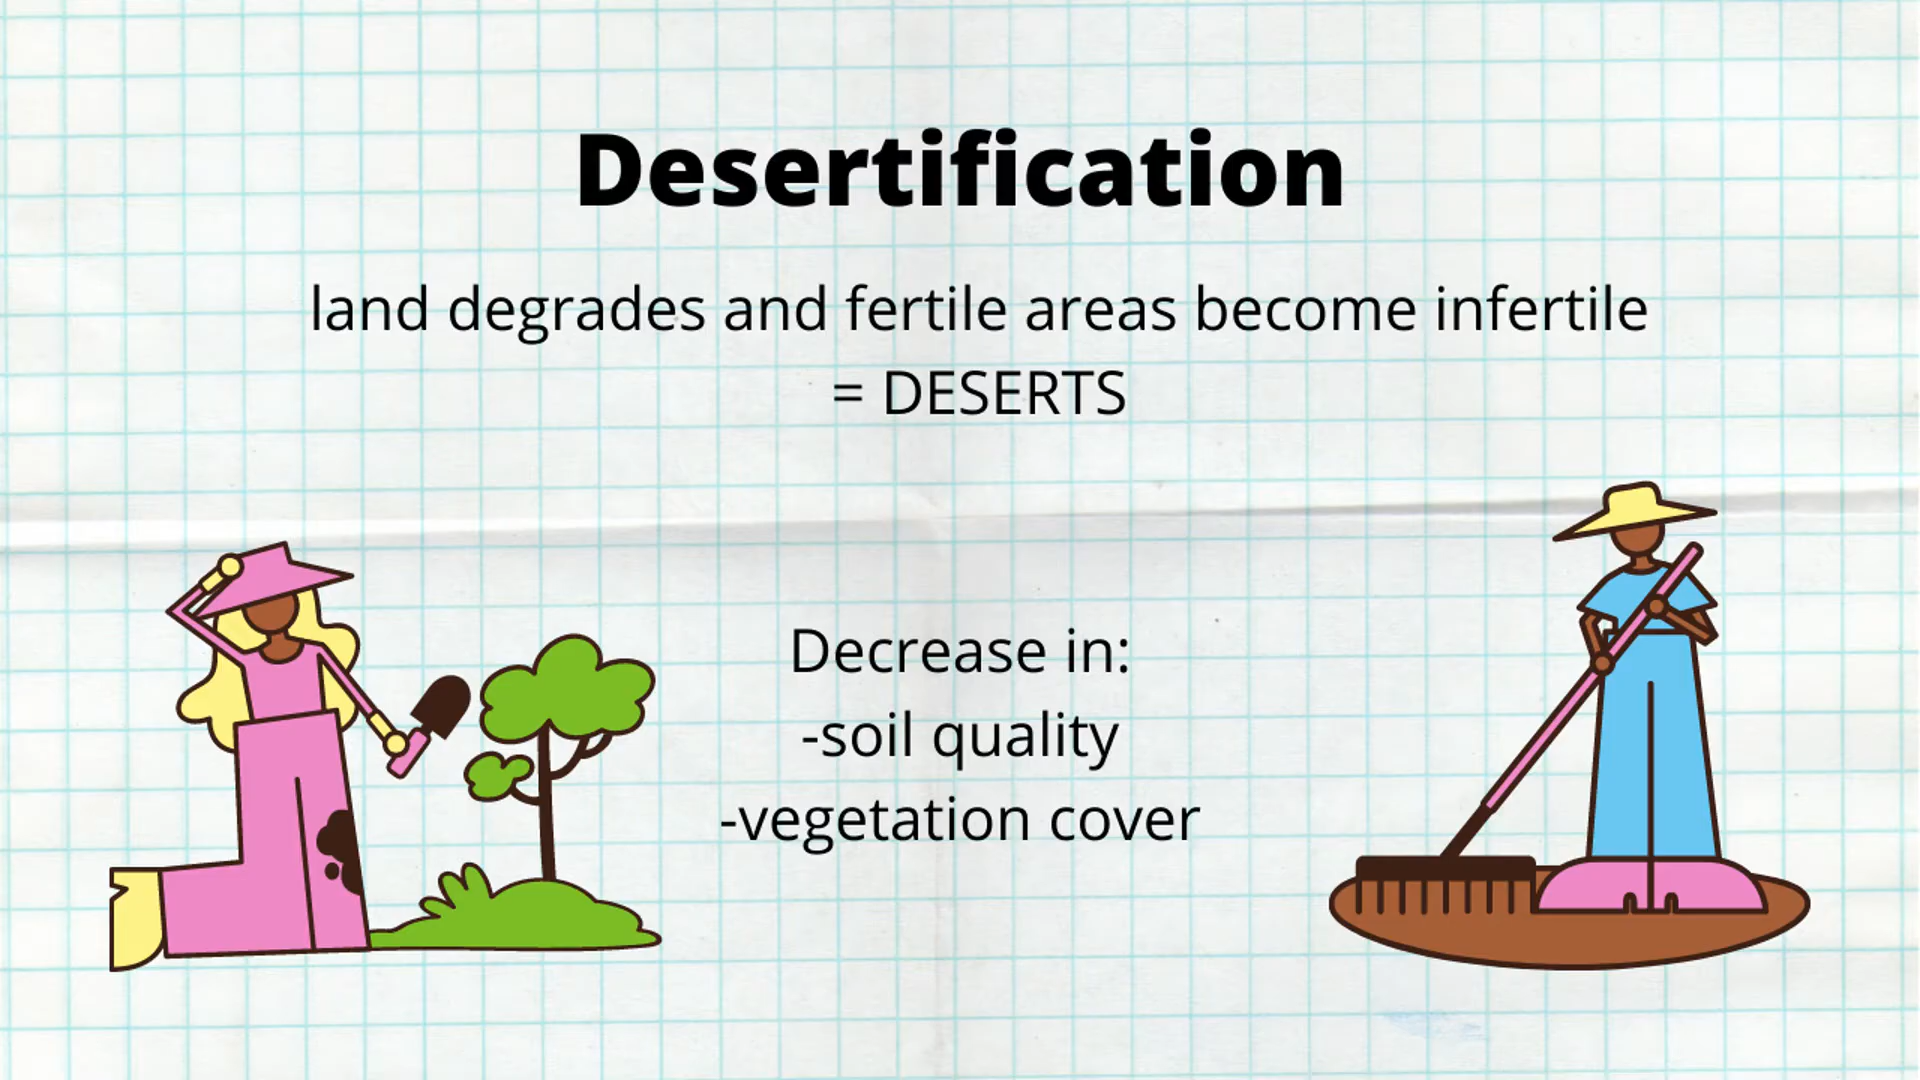 Desertification
land degrades and fertile areas become infertile
= DESERTS
Decrease in:
-soil quality
-vegetation cover